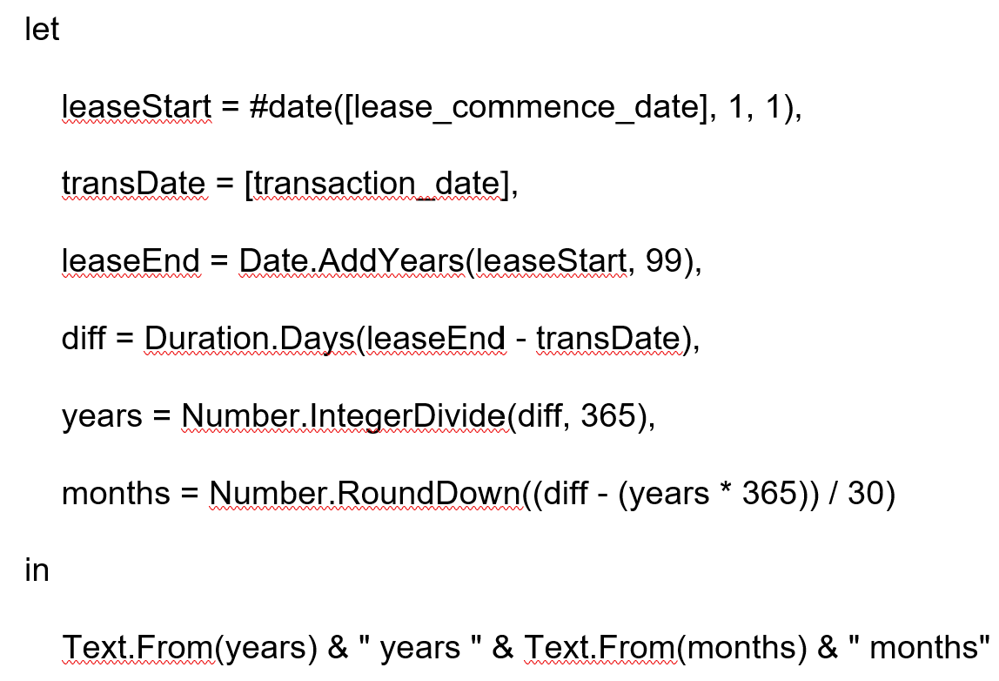 let
leaseStart = #date([lease_commence_date], 1, 1),
transDate = [transaction_date],
leaseEnd = Date.AddYears(leaseStart, 99),
diff = Duration.Days(leaseEnd - transDate),
years = Number.IntegerDivide(diff, 365),
months = Number.RoundDown((diff - (years * 365)) / 30)
in
Text.From(years) & " years " & Text.From(months) & " months"